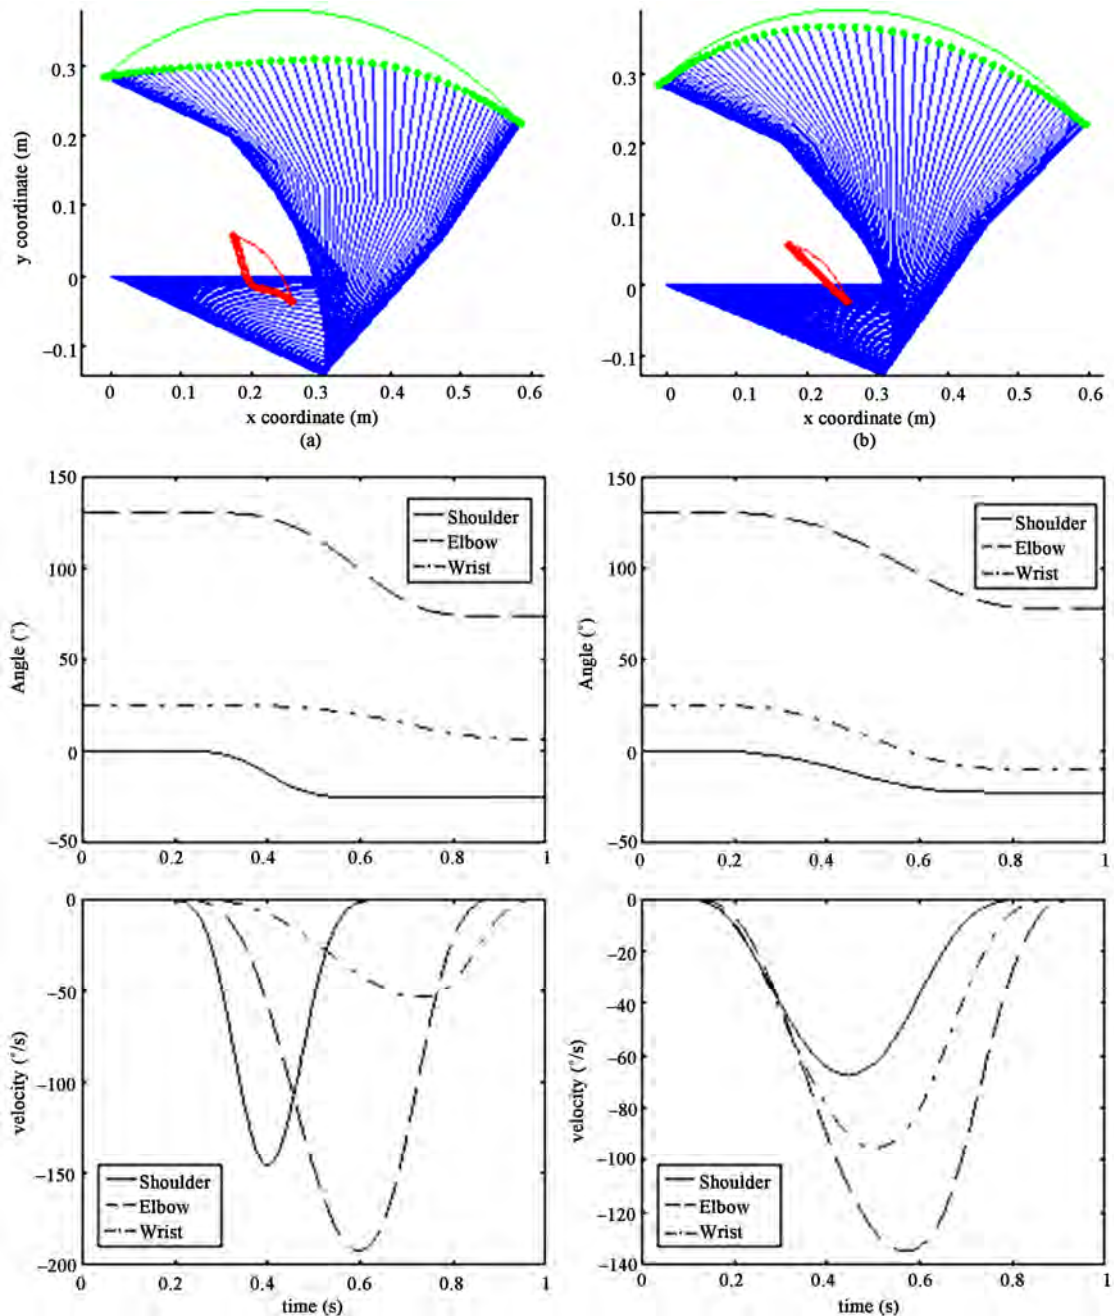 y coordinate (m)
0.3
0.2
0.1
0
−0.1
0 0.1 0.2 0.3 0.4 0.5 0.6
x coordinate (m)
(a)
0.3
0.2
0.1
0
−0.1
0 0.1 0.2 0.3 0.4 0.5 0.6
x coordinate (m)
(b)
Angle (°)
150
100
50
0
−50
0 0.2 0.4 0.6 0.8 1
Shoulder
Elbow
Wrist
Angle (°)
150
100
50
0
−50
0 0.2 0.4 0.6 0.8 1
Shoulder
Elbow
Wrist
velocity (°/s)
0
−50
−100
−150
−200
0 0.2 0.4 0.6 0.8 1
time (s)
Shoulder
Elbow
Wrist
velocity (°/s)
0
−20
−40
−60
−80
−100
−120
−140
0 0.2 0.4 0.6 0.8 1
time (s)
Shoulder
Elbow
Wrist